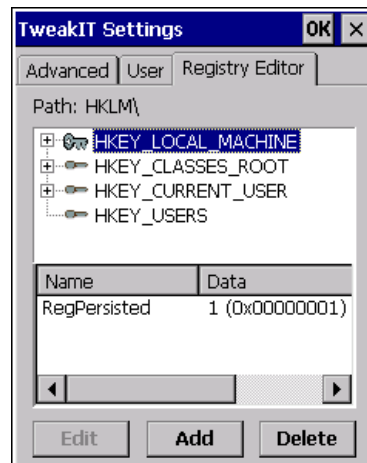 TweakIT Settings OK ×
Advanced User Registry Editor
Path: HKLM\
HKEY_LOCAL_MACHINE
HKEY_CLASSES_ROOT
HKEY_CURRENT_USER
HKEY_USERS
Name Data
RegPersisted 1 (0x00000001)
Edit Add Delete